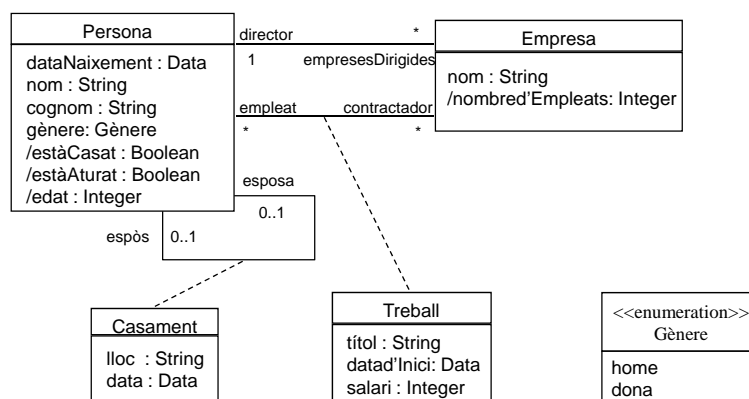 Persona
dataNaixement : Data
nom : String
cognom : String
gènere: Gènere
/estàCasat : Boolean
/estàAturat : Boolean
/edat : Integer
director
*
1
empresesDirigides
empleat
contractador
*
*
Empresa
nom : String
/nombred'Empleats: Integer
esposa
0..1
espòs
0..1
Casament
lloc : String
data : Data
Treball
títol : String
datad'Inici: Data
salari : Integer
<<enumeration>>
Gènere
home
dona